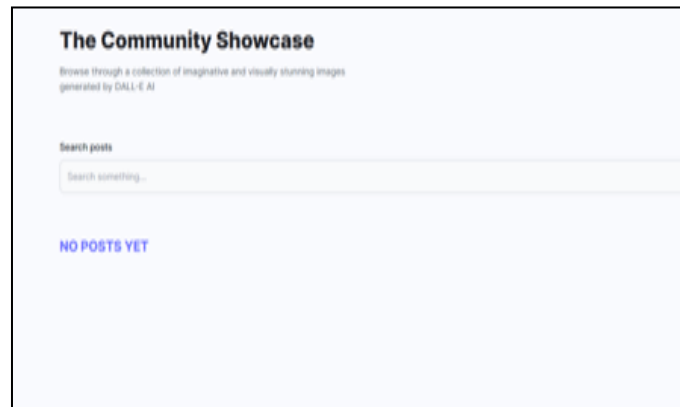 The Community Showcase
Browse through a collection of imaginative and visually stunning images
generated by DALL-E AI
Search posts
Search something...
NO POSTS YET